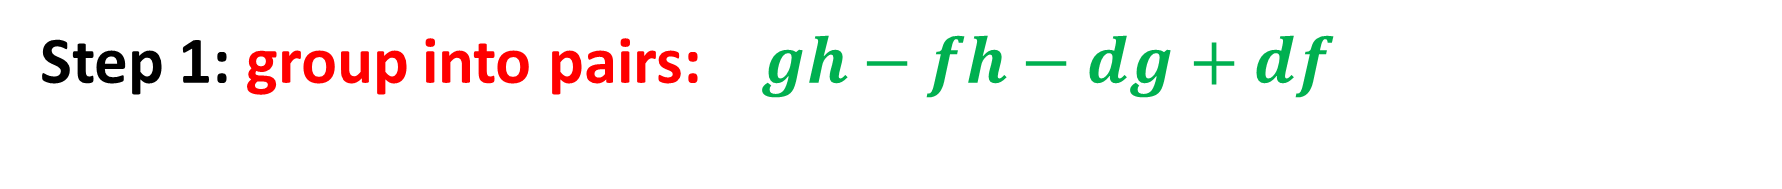 Step 1: group into pairs: gh − fh − dg + df